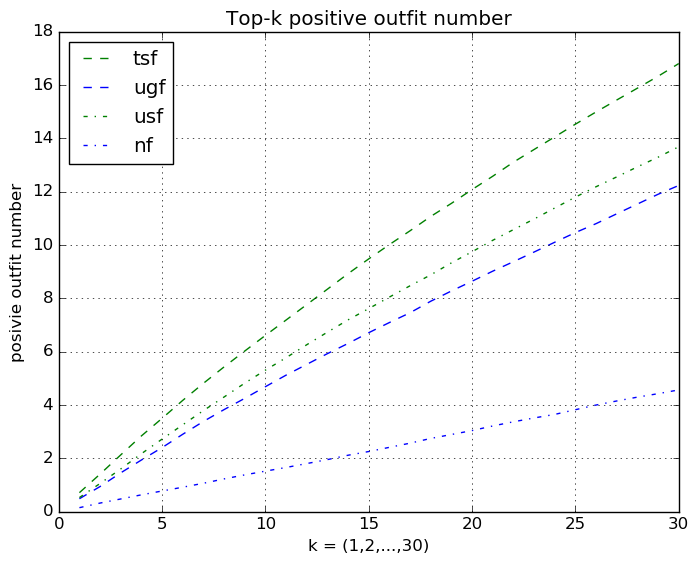 Top-k positive outfit number
18
16
14
12
10
8
6
4
2
0
posivie outfit number
tsf
ugf
usf
nf
0 5 10 15 20 25 30
k = (1,2,...,30)